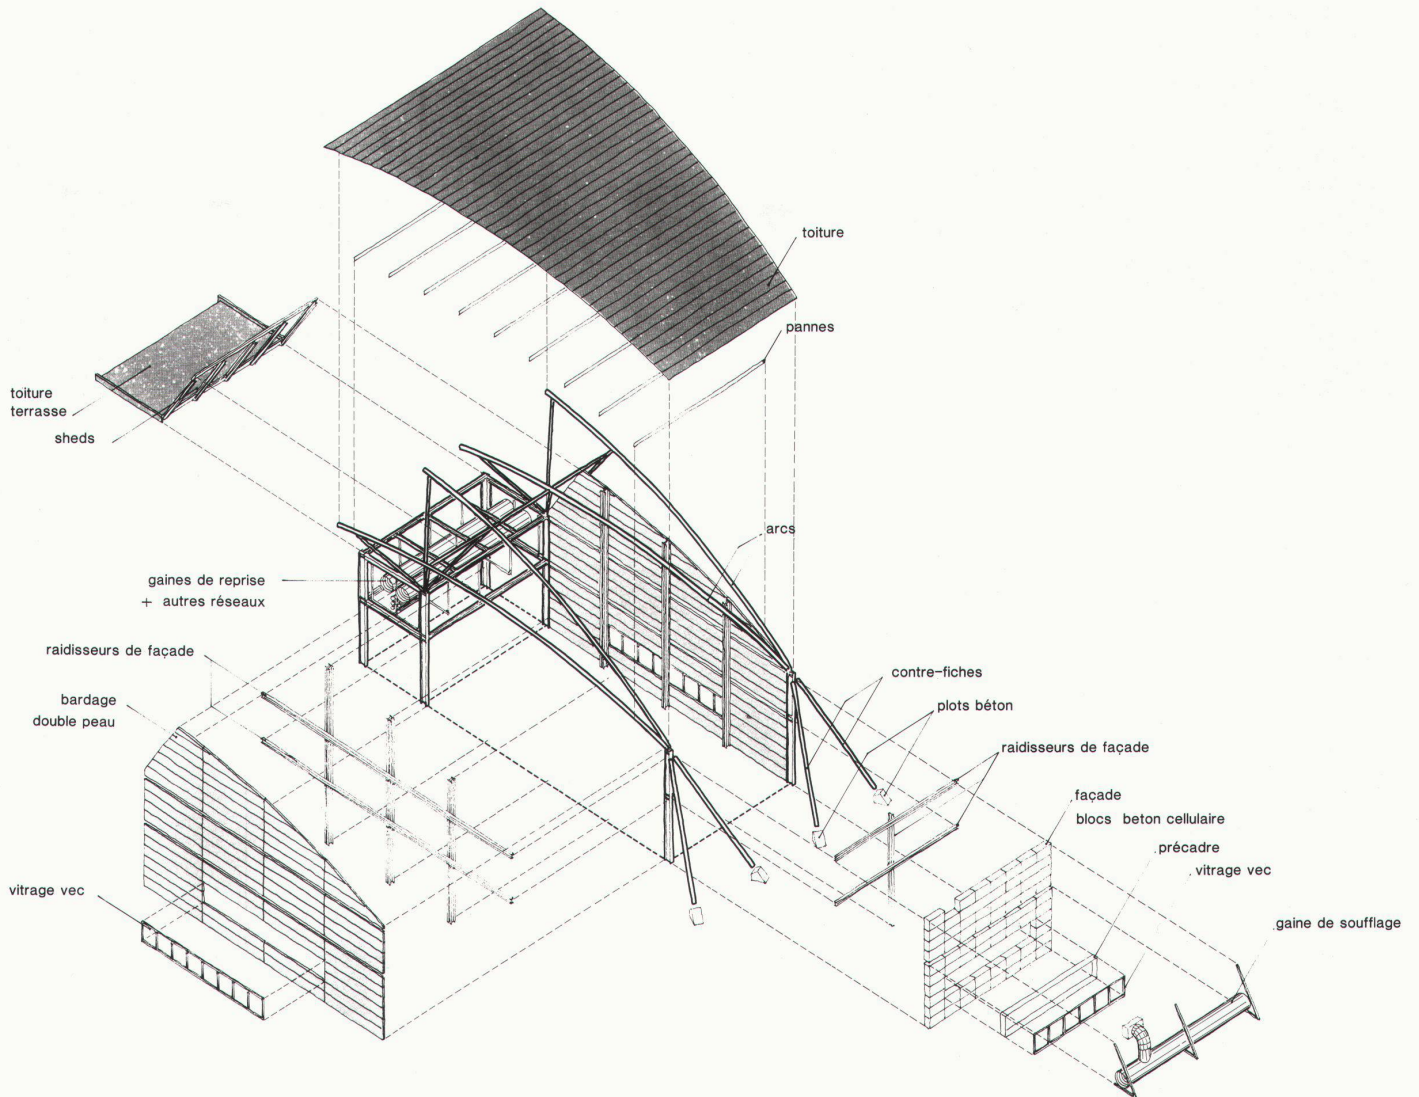 toiture
pannes
toiture
terrasse
sheds
arcs
gaines de reprise
+ autres réseaux
raidisseurs de façade
bardage
double peau
contre-fiches
plots béton
raidisseurs de façade
façade
blocs beton cellulaire
précadre
vitrage vec
vitrage vec
gaine de soufflage